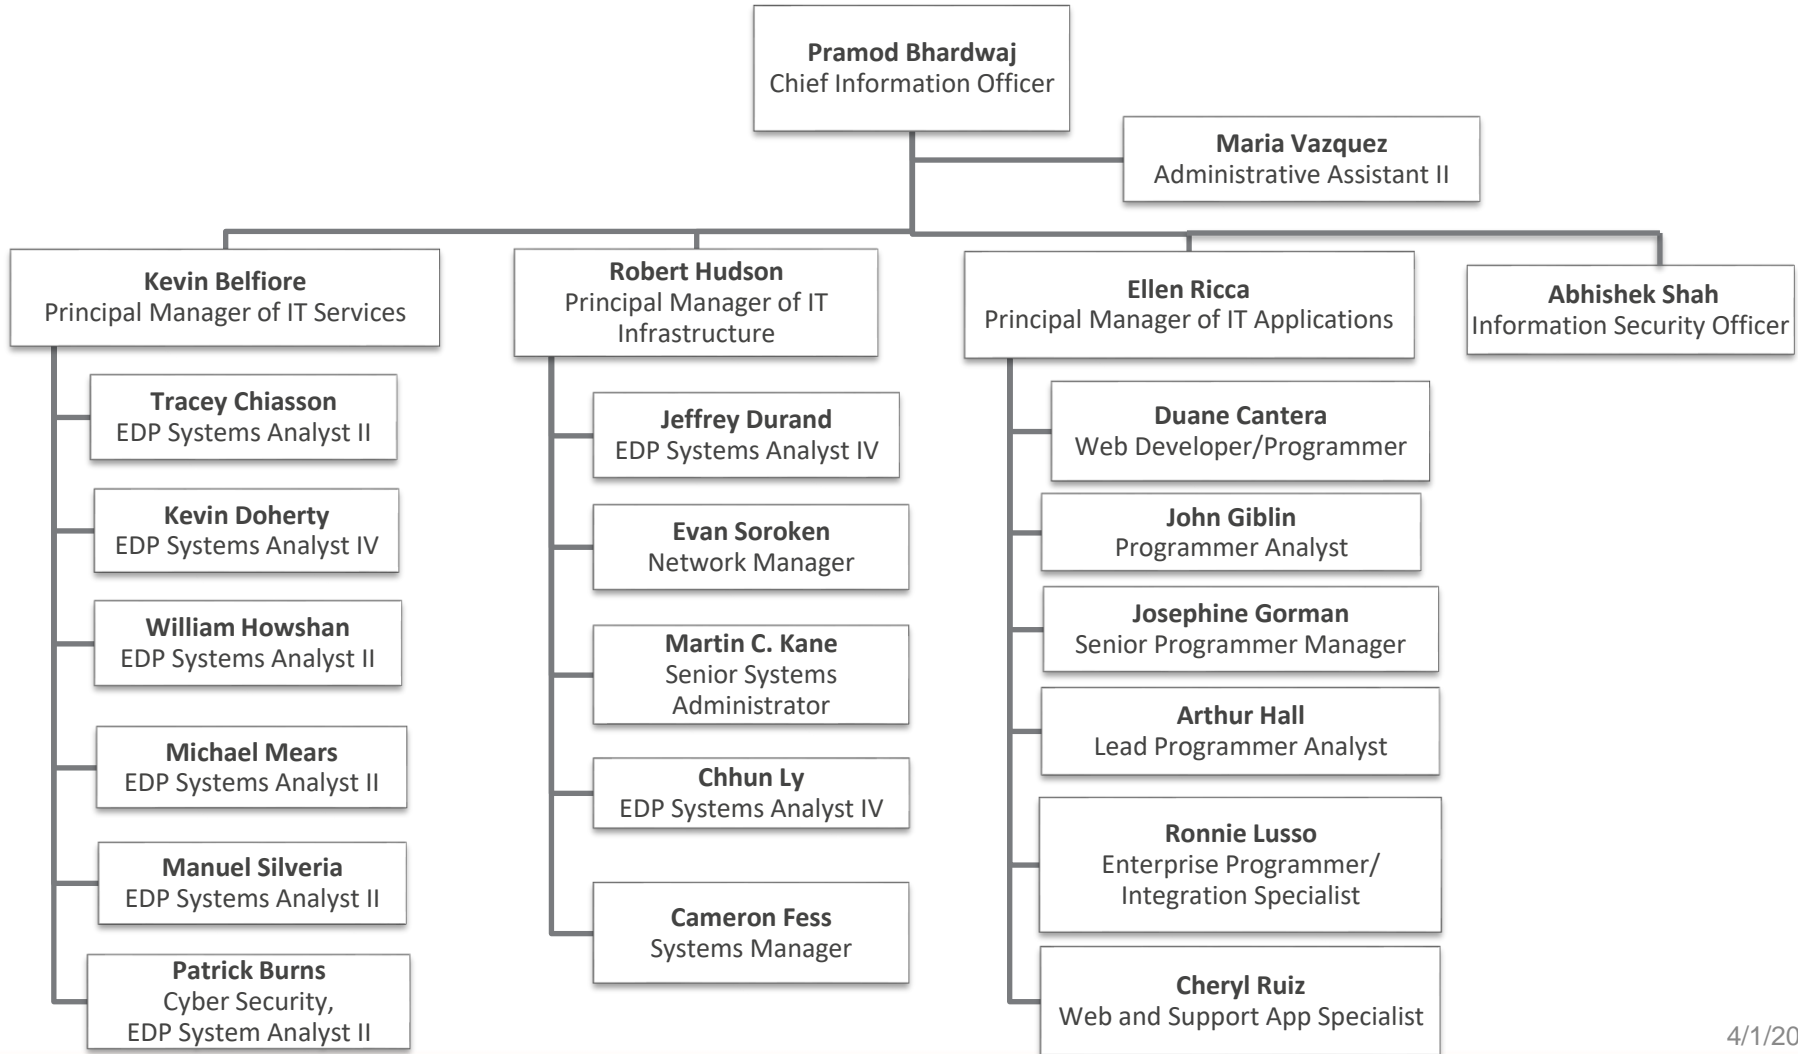 Pramod Bhardwaj
Chief Information Officer
Maria Vazquez
Administrative Assistant II
Kevin Belfiore
Principal Manager of IT Services
Tracey Chiasson
EDP Systems Analyst II
Kevin Doherty
EDP Systems Analyst IV
William Howshan
EDP Systems Analyst II
Michael Mears
EDP Systems Analyst II
Manuel Silveria
EDP Systems Analyst II
Patrick Burns
Cyber Security,
EDP System Analyst II
Robert Hudson
Principal Manager of IT
Infrastructure
Jeffrey Durand
EDP Systems Analyst IV
Evan Soroken
Network Manager
Martin C. Kane
Senior Systems
Administrator
Chhun Ly
EDP Systems Analyst IV
Cameron Fess
Systems Manager
Ellen Ricca
Principal Manager of IT Applications
Duane Cantera
Web Developer/Programmer
John Giblin
Programmer Analyst
Josephine Gorman
Senior Programmer Manager
Arthur Hall
Lead Programmer Analyst
Ronnie Lusso
Enterprise Programmer/
Integration Specialist
Cheryl Ruiz
Web and Support App Specialist
Abhishek Shah
Information Security Officer
4/1/20